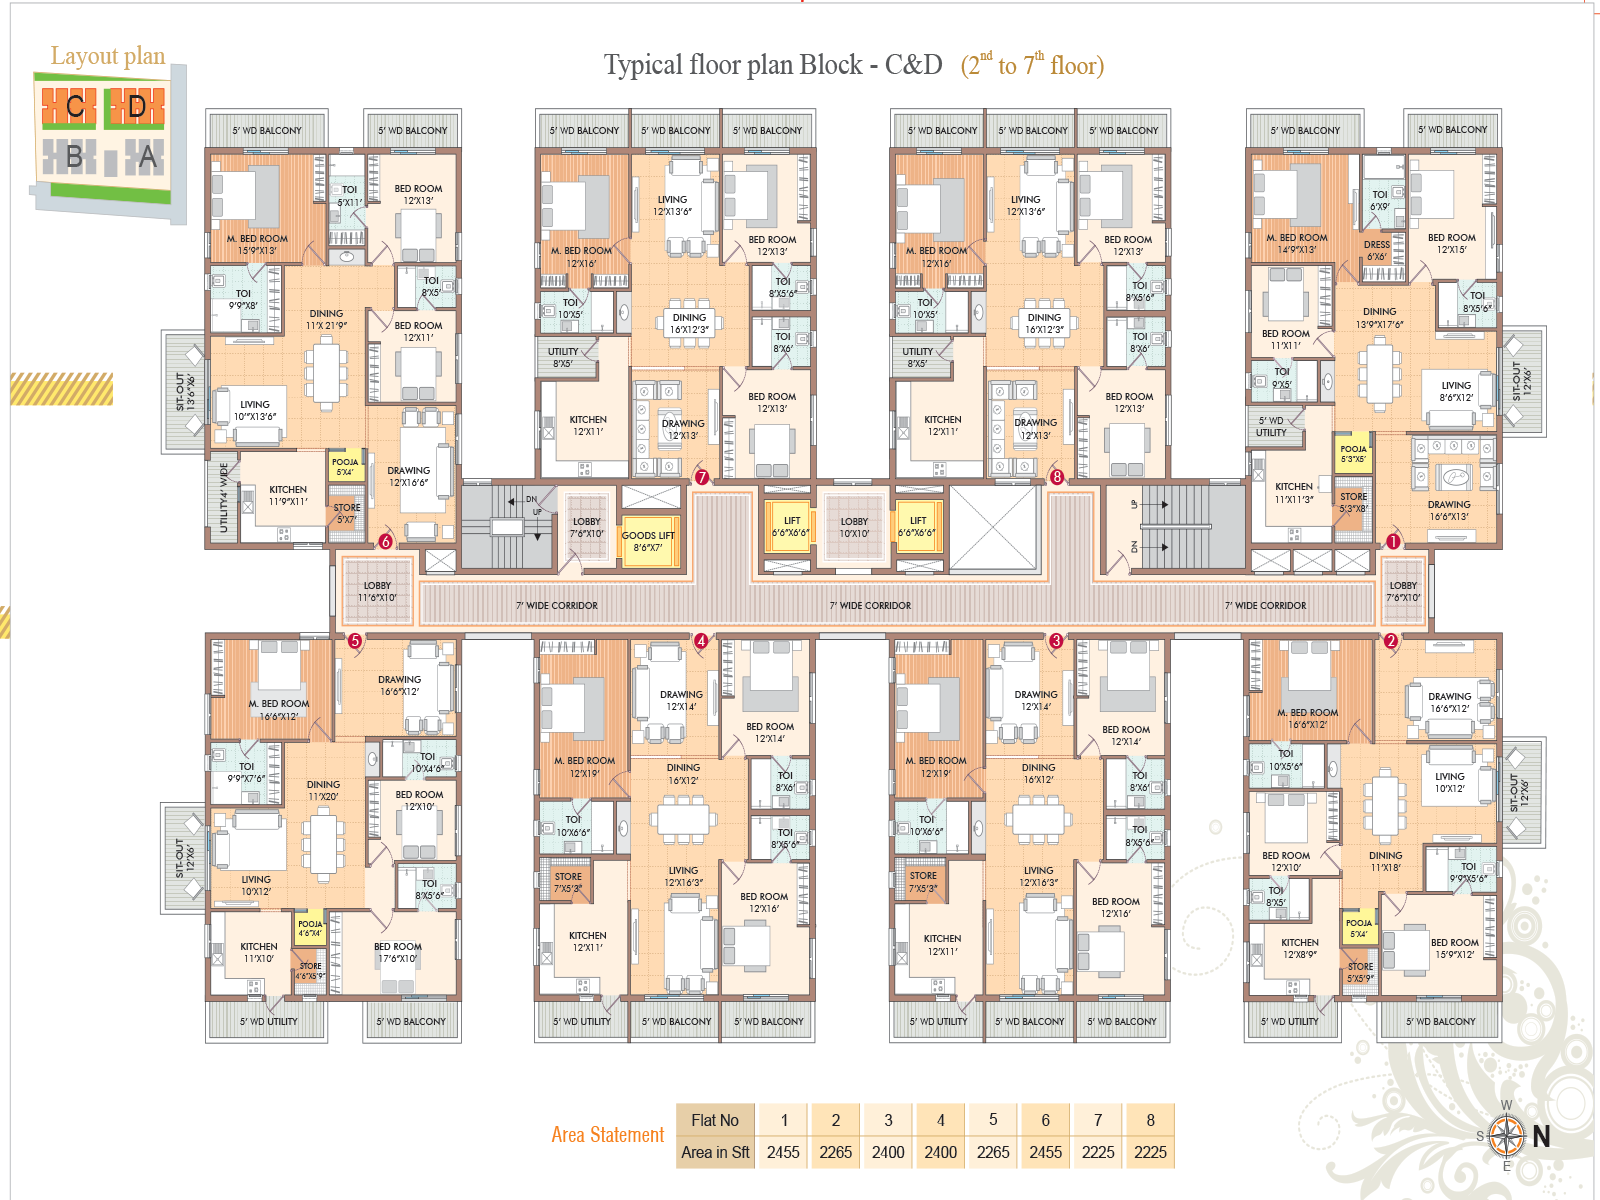 Layout plan
C D
B A
Typical floor plan Block - C&D (2nd to 7th floor)
5' WD BALCONY
5' WD BALCONY
M. BED ROOM
15'9"X13'
TOI
5'X11'
BED ROOM
12'X13'
TOI
9'9"X8'
TOI
8'X5'
DINING
11'X 21'9"
BED ROOM
12'X11'
SIT-OUT
13'6"X6'
LIVING
10'"X13'6"
POOJA
5'X4'
DRAWING
12'X16'6"
UTILITY4' WIDE
KITCHEN
11'9"X11'
STORE
5'X7'
6
5' WD BALCONY
5' WD BALCONY
5' WD BALCONY
M. BED ROOM
12'X16'
LIVING
12'X13'6"
BED ROOM
12'X13'
TOI
10'X5'
TOI
8'X5'6"
DINING
16'X12'3"
TOI
8'X6'
UTILITY
8'X5'
KITCHEN
12'X11'
DRAWING
12'X13'
BED ROOM
12'X13'
7
5' WD BALCONY
5' WD BALCONY
5' WD BALCONY
M. BED ROOM
12'X16'
LIVING
12'X13'6"
BED ROOM
12'X13'
TOI
10'X5'
TOI
8'X5'6"
DINING
16'X12'3"
TOI
8'X6'
UTILITY
8'X5'
KITCHEN
12'X11'
DRAWING
12'X13'
BED ROOM
12'X13'
8
5' WD BALCONY
5' WD BALCONY
M. BED ROOM
14'9"X13'
TOI
6'X9'
DRESS
6'X6'
BED ROOM
12'X15'
TOI
8'X5'6"
BED ROOM
11'X11'
DINING
13'9"X17'6"
TOI
9'X5'
LIVING
8'6"X12'
SIT-OUT
12'X6'
5' WD
UTILITY
POOJA
5'3"X5'
KITCHEN
11'X11'3"
STORE
5'3"X8'
DRAWING
16'6"X13'
1
DN
UP
LOBBY
7'6"X10'
GOODS LIFT
8'6"X7'
LIFT
6'6"X6'6"
LOBBY
10'X10'
LIFT
6'6"X6'6"
UP
DN
LOBBY
11'6"X10'
7' WIDE CORRIDOR
7' WIDE CORRIDOR
7' WIDE CORRIDOR
LOBBY
7'6"X10'
5
M. BED ROOM
16'6"X12'
DRAWING
16'6"X12'
TOI
9'9"X7'6"
TOI
10'X4'6"
DINING
11'X20'
BED ROOM
12'X10'
SIT-OUT
12'X6'
LIVING
10'X12'
TOI
8'X5'6"
POOJA
4'6"X4'
KITCHEN
11'X10'
STORE
4'6"X5'9"
BED ROOM
17'6"X10'
5' WD UTILITY
5' WD BALCONY
4
DRAWING
12'X14'
BED ROOM
12'X14'
M. BED ROOM
12'X19'
DINING
16'X12'
TOI
8'X6'
TOI
10'X6'6"
TOI
8'X5'6"
STORE
7'X5'3"
LIVING
12'X16'3"
BED ROOM
12'X16'
KITCHEN
12'X11'
5' WD UTILITY
5' WD BALCONY
5' WD BALCONY
3
DRAWING
12'X14'
BED ROOM
12'X14'
M. BED ROOM
12'X19'
DINING
16'X12'
TOI
8'X6'
TOI
10'X6'6"
TOI
8'X5'6"
STORE
7'X5'3"
LIVING
12'X16'3"
BED ROOM
12'X16'
KITCHEN
12'X11'
5' WD UTILITY
5' WD BALCONY
5' WD BALCONY
2
M. BED ROOM
16'6"X12'
DRAWING
16'6"X12'
TOI
10'X5'6"
LIVING
10'X12'
SIT-OUT
12'X6'
BED ROOM
12'X10'
DINING
11'X18'
TOI
9'9"X5'6"
TOI
8'X5'
POOJA
5'X4'
KITCHEN
12'X8'9"
STORE
5'X5'9"
BED ROOM
15'9"X12'
5' WD UTILITY
5' WD BALCONY
Area Statement
Flat No 1 2 3 4 5 6 7 8
Area in Sft 2455 2265 2400 2400 2265 2455 2225 2225
W
S N
E